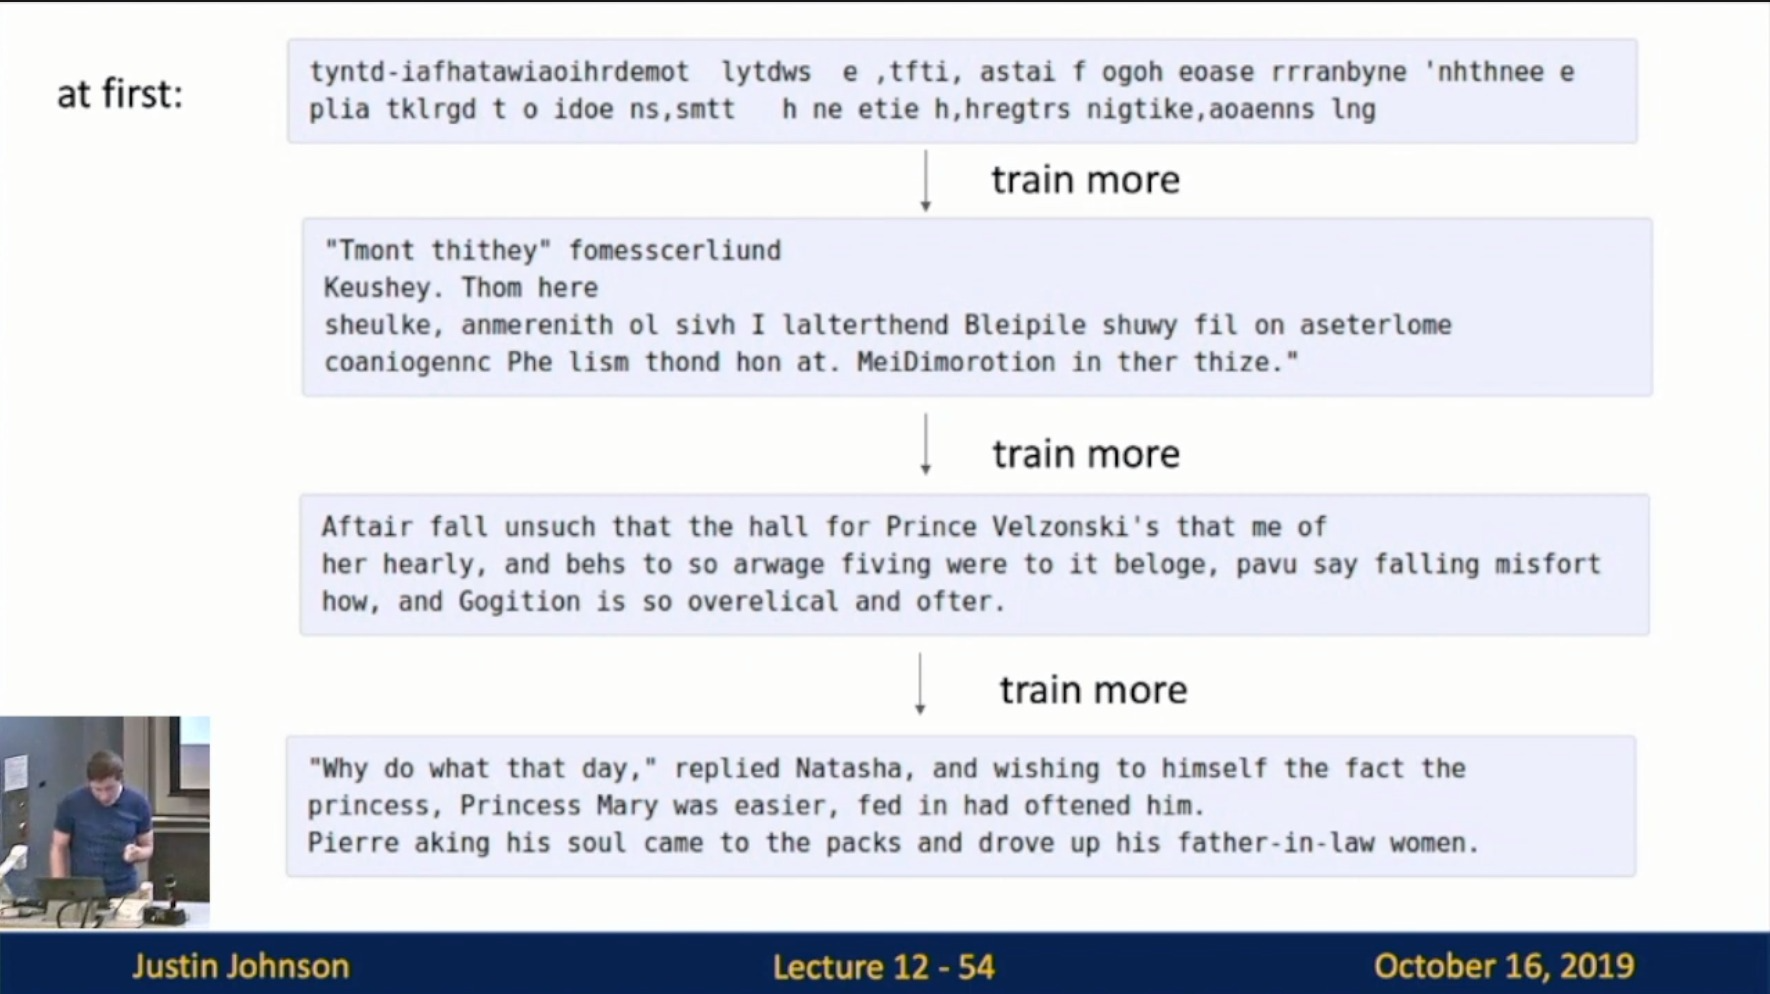 at first:
tyntd-iafhatawiaoihrdemot  lytdws  e ,tfti, astai f ogoh eoase rrranbyne 'nhthnee e
plia tklrgd t o idoe ns,smtt   h ne etie h,hregtrs nigtike,aoaenns lng
train more
"Tmont thithey" fomesscerliund
Keushey. Thom here
sheulke, anmerenith ol sivh I lalterthend Bleipile shuwy fil on aseterlome
coaniogennc Phe lism thond hon at. MeiDimorotion in ther thize."
train more
Aftair fall unsuch that the hall for Prince Velzonski's that me of
her hearly, and behs to so arwage fiving were to it beloge, pavu say falling misfort
how, and Gogition is so overelical and ofter.
train more
"Why do what that day," replied Natasha, and wishing to himself the fact the
princess, Princess Mary was easier, fed in had oftened him.
Pierre aking his soul came to the packs and drove up his father-in-law women.
Justin Johnson
Lecture 12 - 54
October 16, 2019